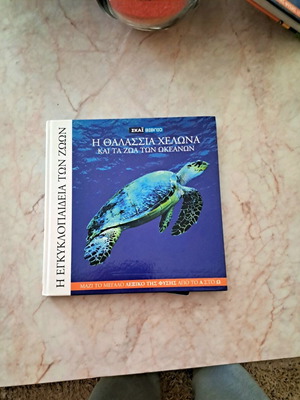 ΣΚΑΪ ΒΙΒΛΙΟ
Η ΘΑΛΑΣΣΙΑ ΧΕΛΩΝΑ
ΚΑΙ ΤΑ ΖΩΑ ΤΩΝ ΩΚΕΑΝΩΝ
Η ΕΓΚΥΚΛΟΠΑΙΔΕΙΑ ΤΩΝ ΖΩΩΝ
ΜΑΖΙ ΤΟ ΜΕΓΑΛΟ ΛΕΞΙΚΟ ΤΗΣ ΦΥΣΗΣ ΑΠΟ ΤΟ Α ΣΤΟ Ω